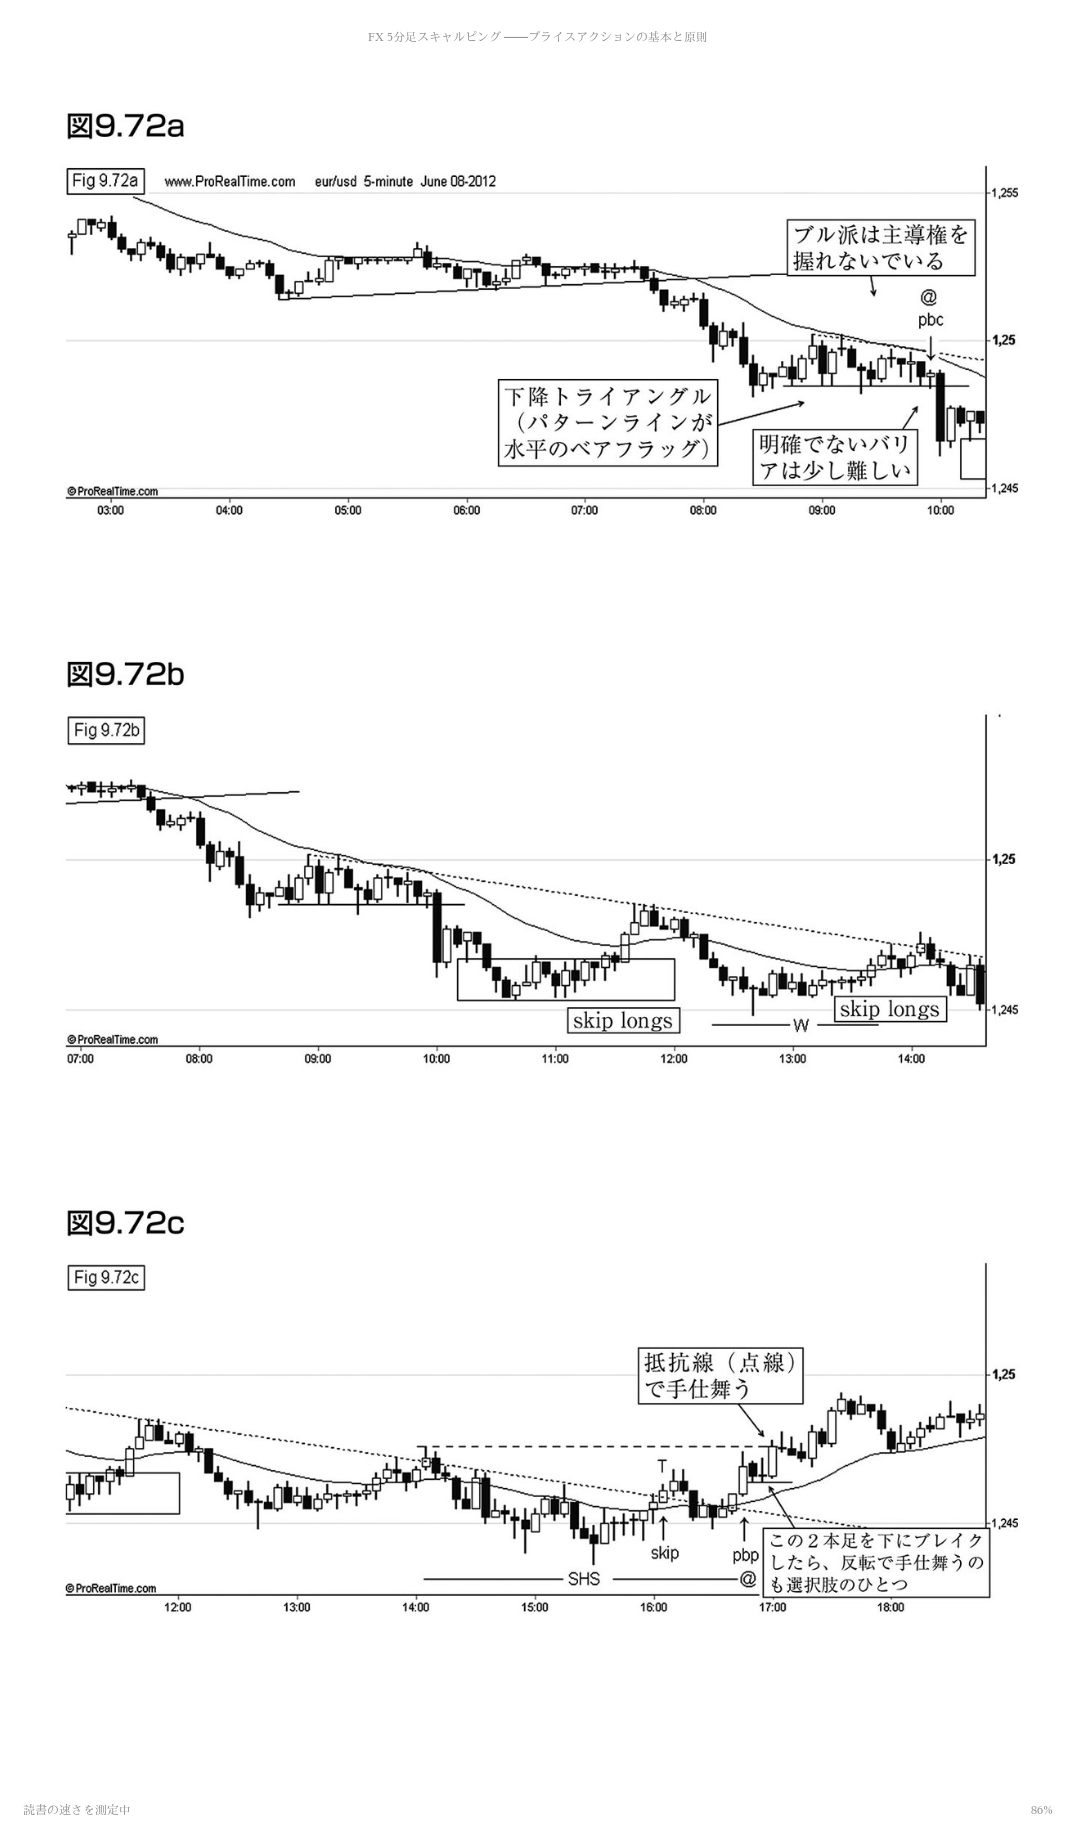 FX 5分足スキャルピング ――プライスアクションの基本と原則
図9.72a
Fig 9.72a www.ProRealTime.com eur/usd 5-minute June 08-2012
1,255
ブル派は主導権を
握れないでいる
@
pbc
1,25
下降トライアングル
（パターンラインが
水平のベアフラッグ）
明確でないバリ
アは少し難しい
1,245
©ProRealTime.com
03:00 04:00 05:00 06:00 07:00 08:00 09:00 10:00
図9.72b
Fig 9.72b
1,25
skip longs
skip longs
1,245
W
©ProRealTime.com
07:00 08:00 09:00 10:00 11:00 12:00 13:00 14:00
図9.72c
Fig 9.72c
抵抗線（点線）
で手仕舞う
1,25
T
1,245
skip
pbp
この２本足を下にブレイク
したら、反転で手仕舞うの
も選択肢のひとつ
SHS
@
©ProRealTime.com
12:00 13:00 14:00 15:00 16:00 17:00 18:00
読書の速さを測定中
86%